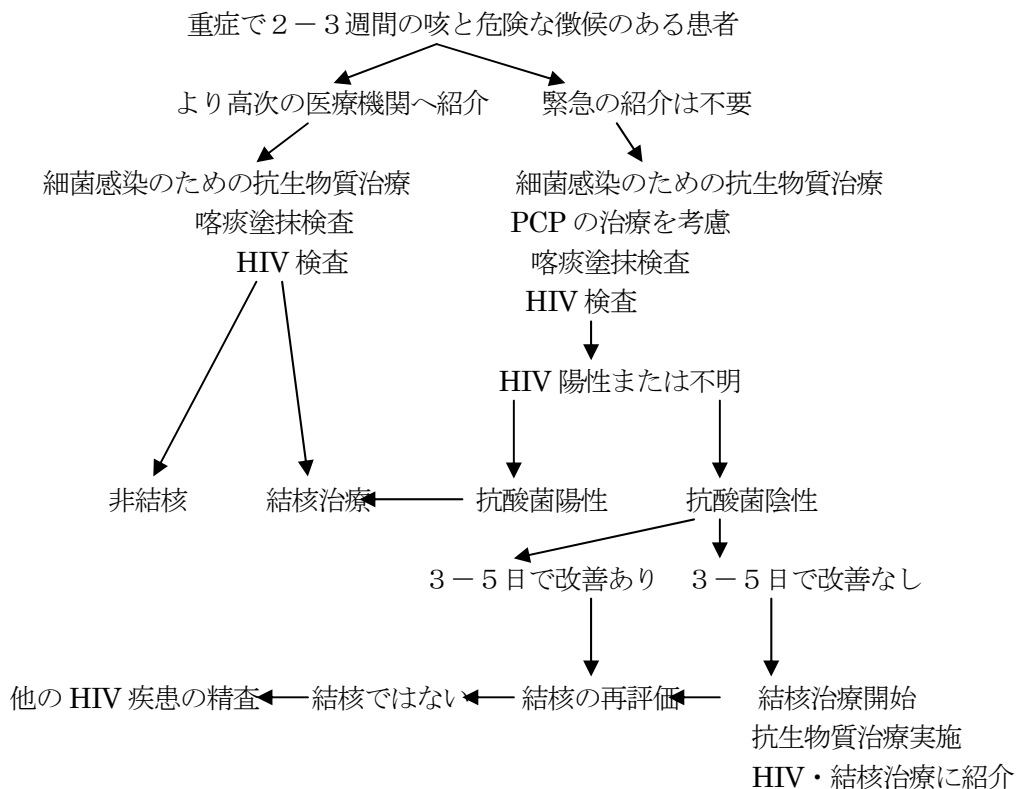 重症で２－３週間の咳と危険な徴候のある患者
より高次の医療機関へ紹介
緊急の紹介は不要
細菌感染のための抗生物質治療
喀痰塗抹検査
HIV 検査
細菌感染のための抗生物質治療
PCP の治療を考慮
喀痰塗抹検査
HIV 検査
HIV 陽性または不明
非結核
結核治療
抗酸菌陽性
抗酸菌陰性
３－５日で改善あり
３－５日で改善なし
他の HIV 疾患の精査
結核ではない
結核の再評価
結核治療開始
抗生物質治療実施
HIV・結核治療に紹介